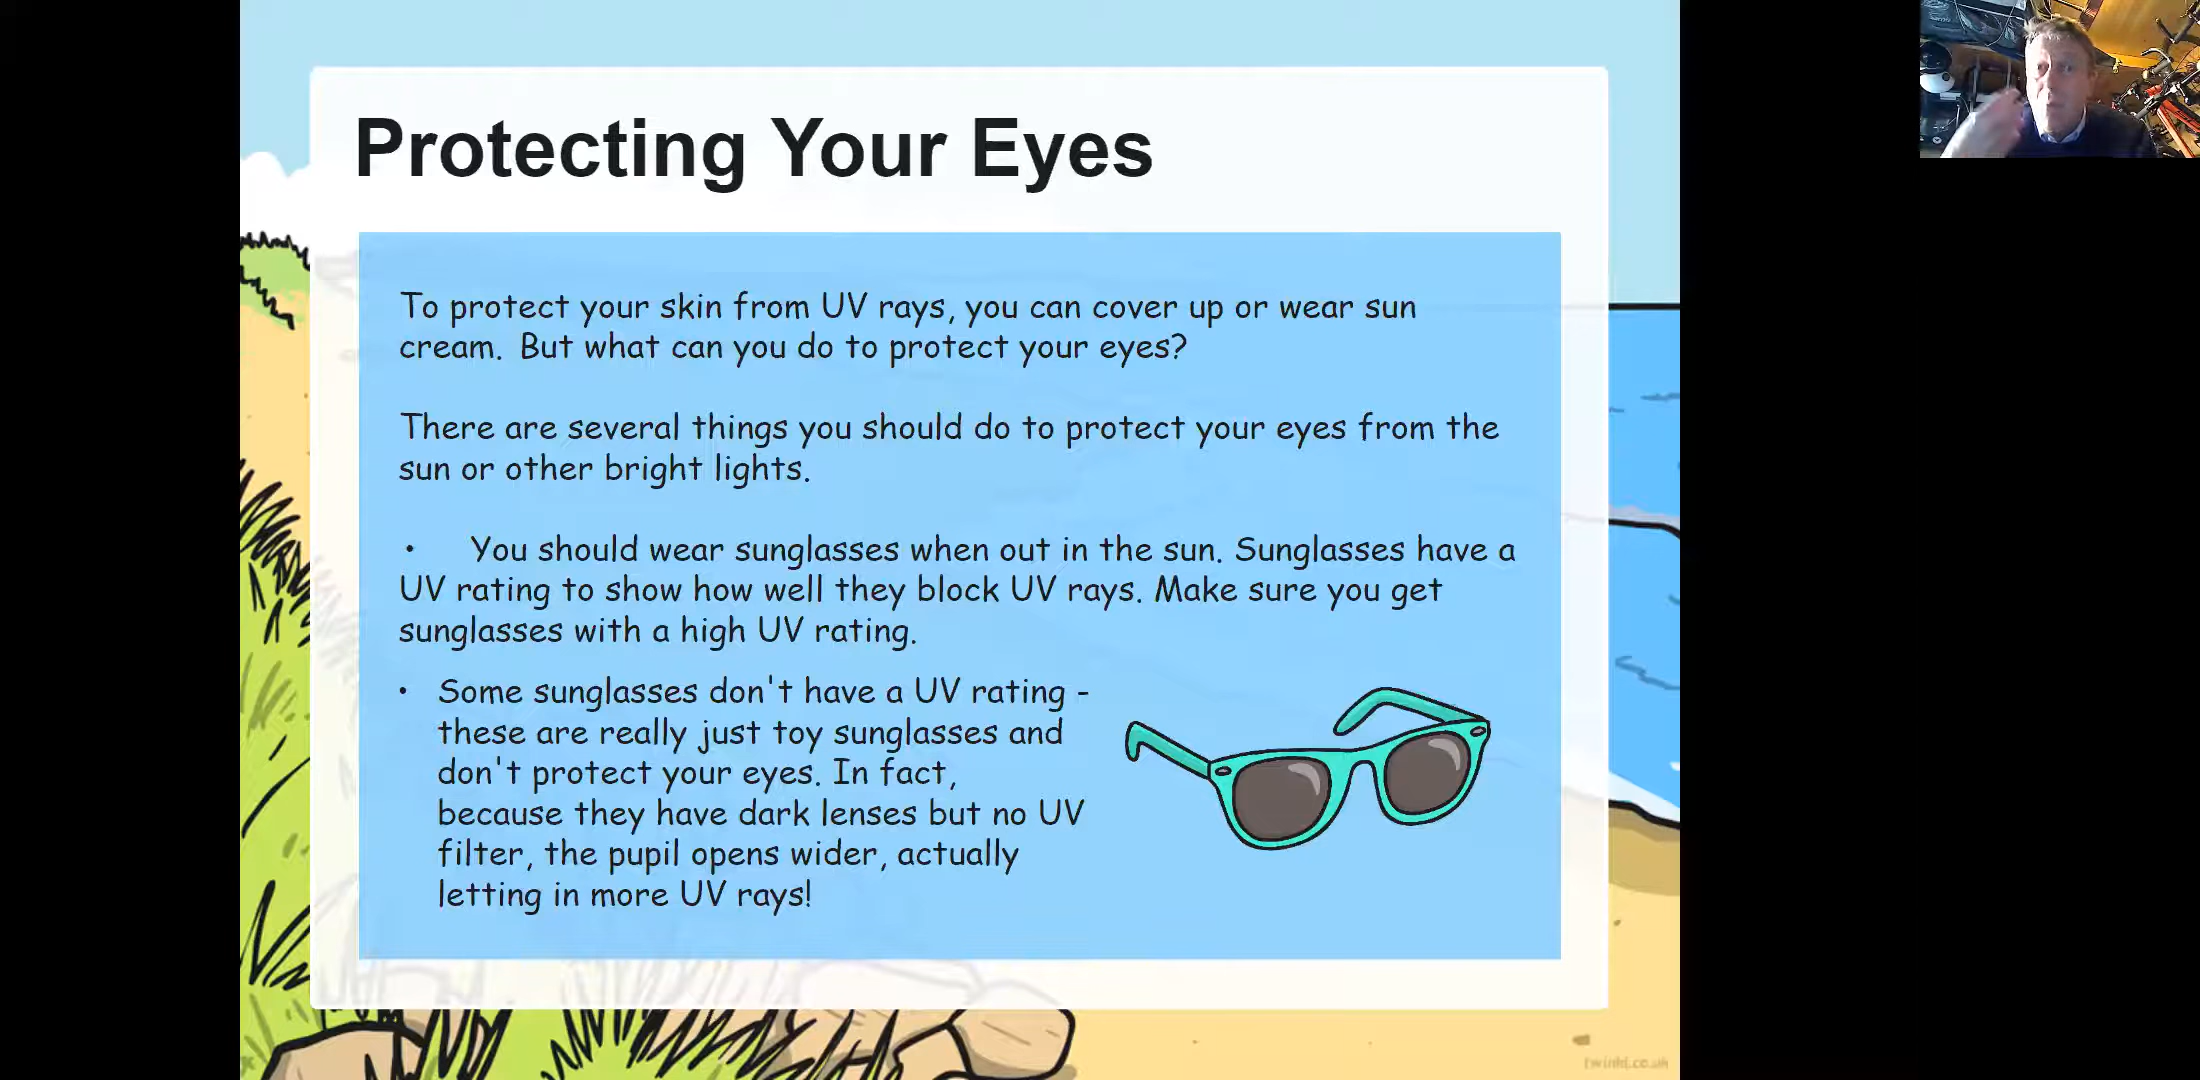 Protecting Your Eyes
To protect your skin from UV rays, you can cover up or wear sun
cream. But what can you do to protect your eyes?
There are several things you should do to protect your eyes from the
sun or other bright lights.
• You should wear sunglasses when out in the sun. Sunglasses have a
UV rating to show how well they block UV rays. Make sure you get
sunglasses with a high UV rating.
• Some sunglasses don't have a UV rating -
these are really just toy sunglasses and
don't protect your eyes. In fact,
because they have dark lenses but no UV
filter, the pupil opens wider, actually
letting in more UV rays!
twinkl.co.uk